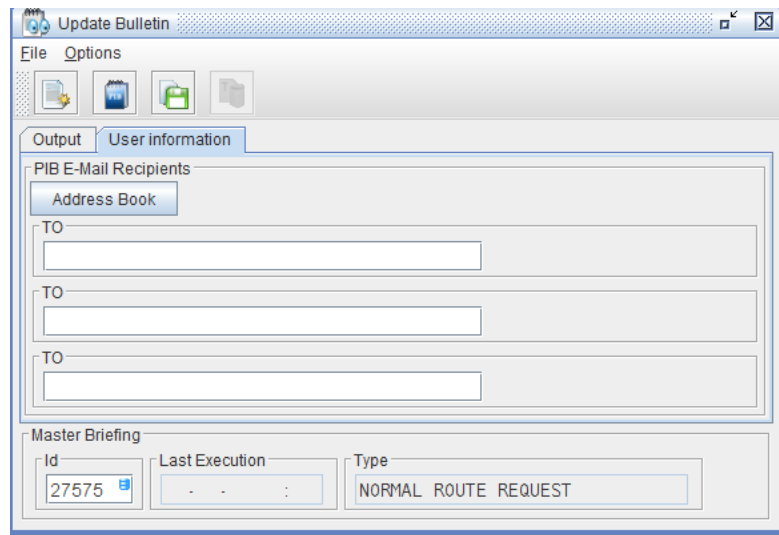 Update Bulletin
File Options
Output User information
PIB E-Mail Recipients
Address Book
TO
TO
TO
Master Briefing
Id Last Execution Type
27575 - - : NORMAL ROUTE REQUEST